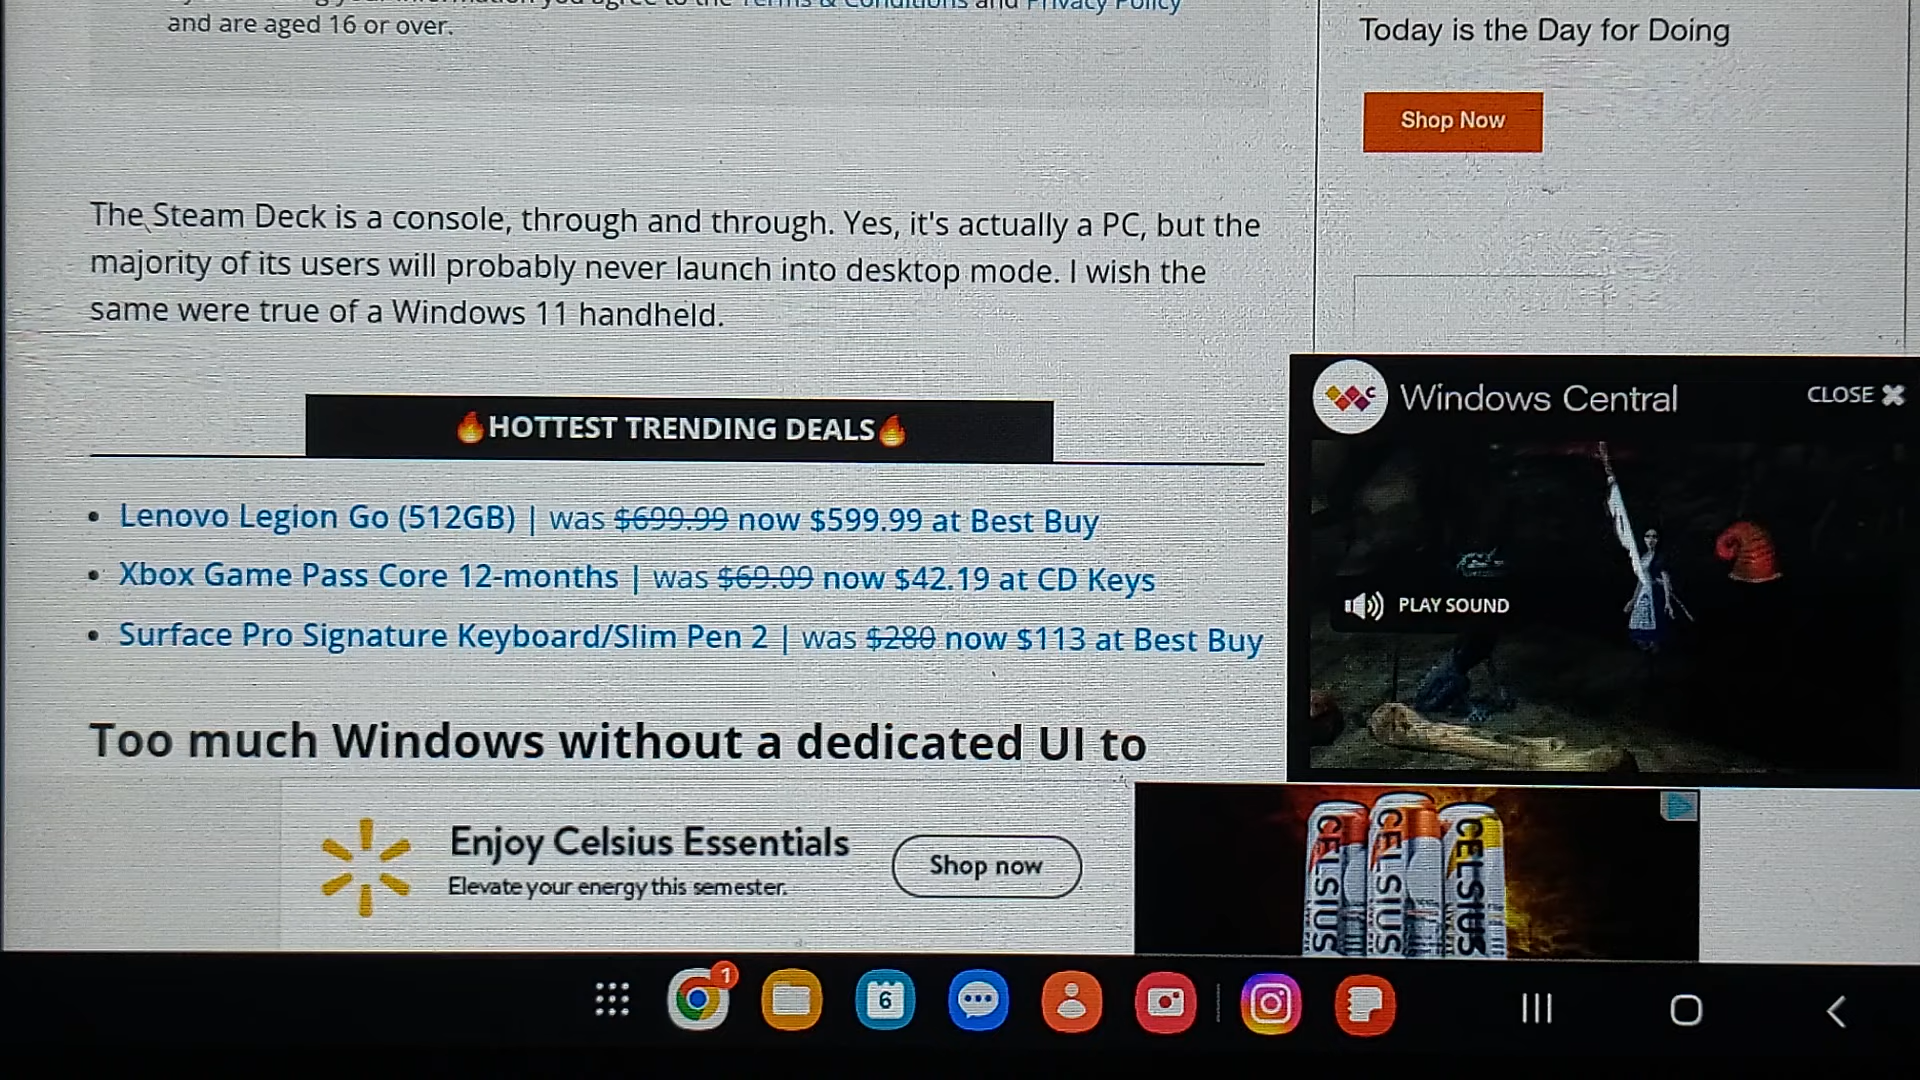 and are aged 16 or over.
Today is the Day for Doing
Shop Now
The Steam Deck is a console, through and through. Yes, it's actually a PC, but the
majority of its users will probably never launch into desktop mode. I wish the
same were true of a Windows 11 handheld.
🔥HOTTEST TRENDING DEALS🔥
• Lenovo Legion Go (512GB) | was $699.99 now $599.99 at Best Buy
• Xbox Game Pass Core 12-months | was $69.09 now $42.19 at CD Keys
• Surface Pro Signature Keyboard/Slim Pen 2 | was $280 now $113 at Best Buy
Windows Central
CLOSE ✖
PLAY SOUND
Too much Windows without a dedicated UI to
Enjoy Celsius Essentials
Elevate your energy this semester.
Shop now
CELSIUS
CELSIUS
CELSIUS
1
6